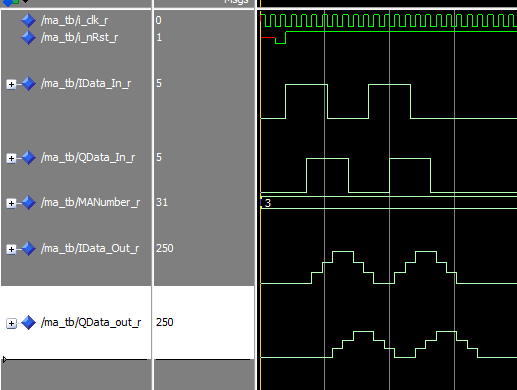 Msgs
/ma_tb/i_clk_r 0
/ma_tb/i_nRst_r 1
/ma_tb/IData_In_r 5
/ma_tb/QData_In_r 5
/ma_tb/MANumber_r 31 3
/ma_tb/IData_Out_r 250
/ma_tb/QData_out_r 250